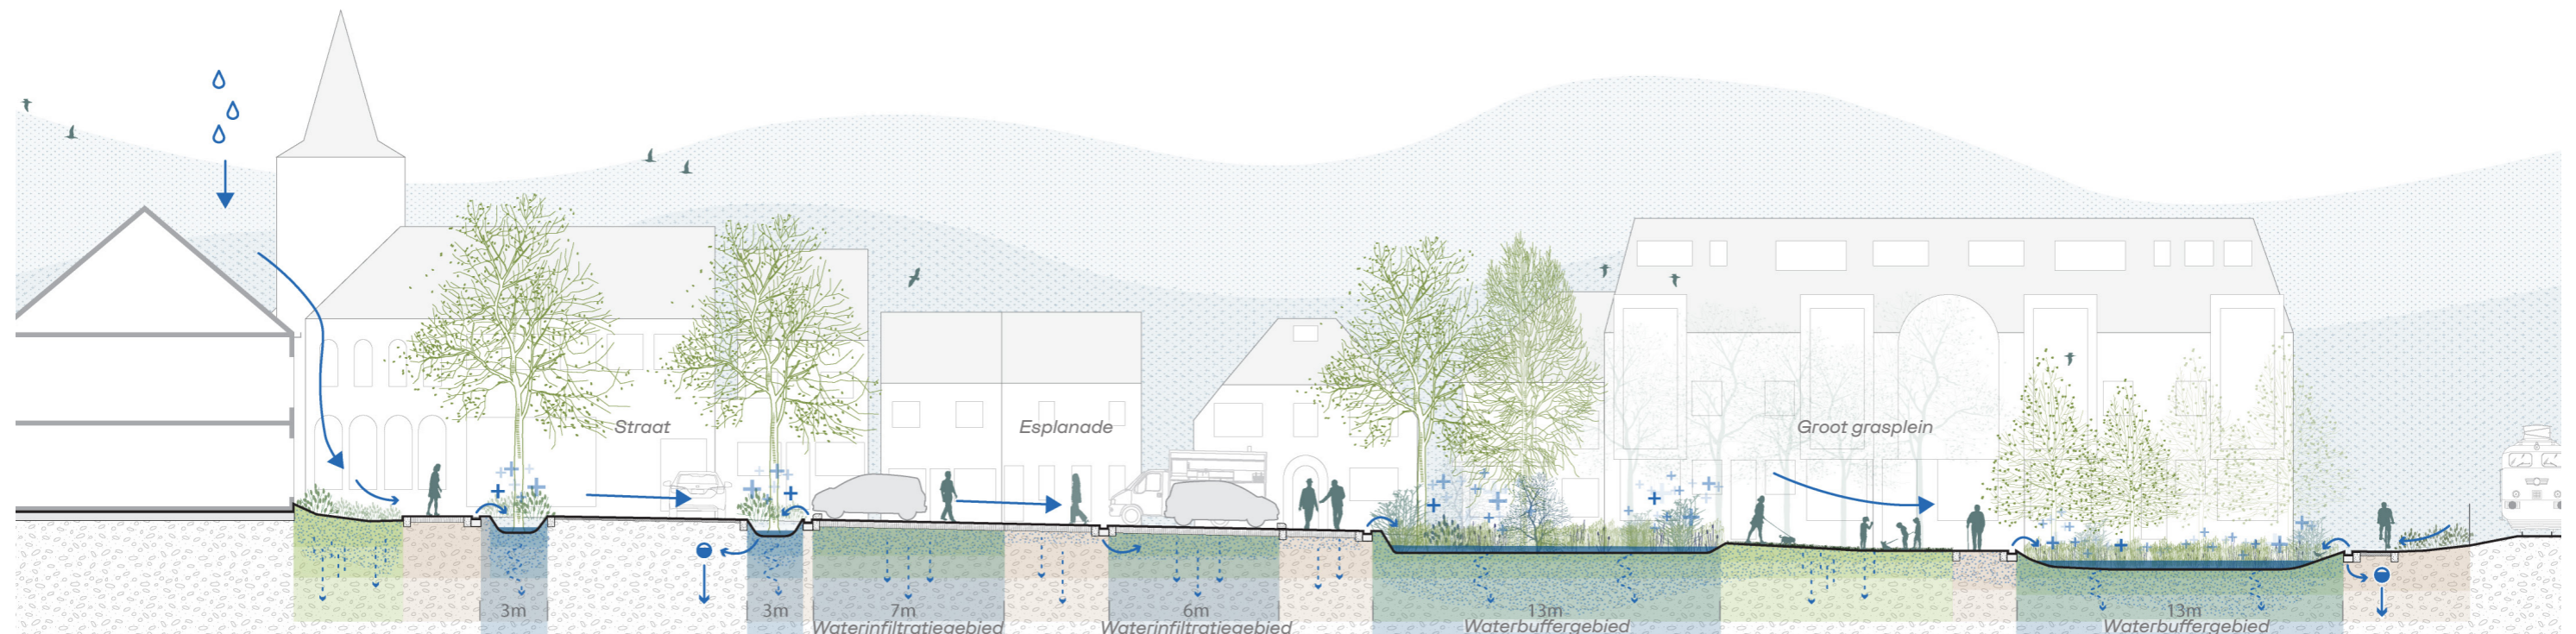 Straat
Esplanade
Groot grasplein
3m
3m
7m
6m
13m
13m
Waterinfiltratiegebied
Waterinfiltratiegebied
Waterbuffergebied
Waterbuffergebied